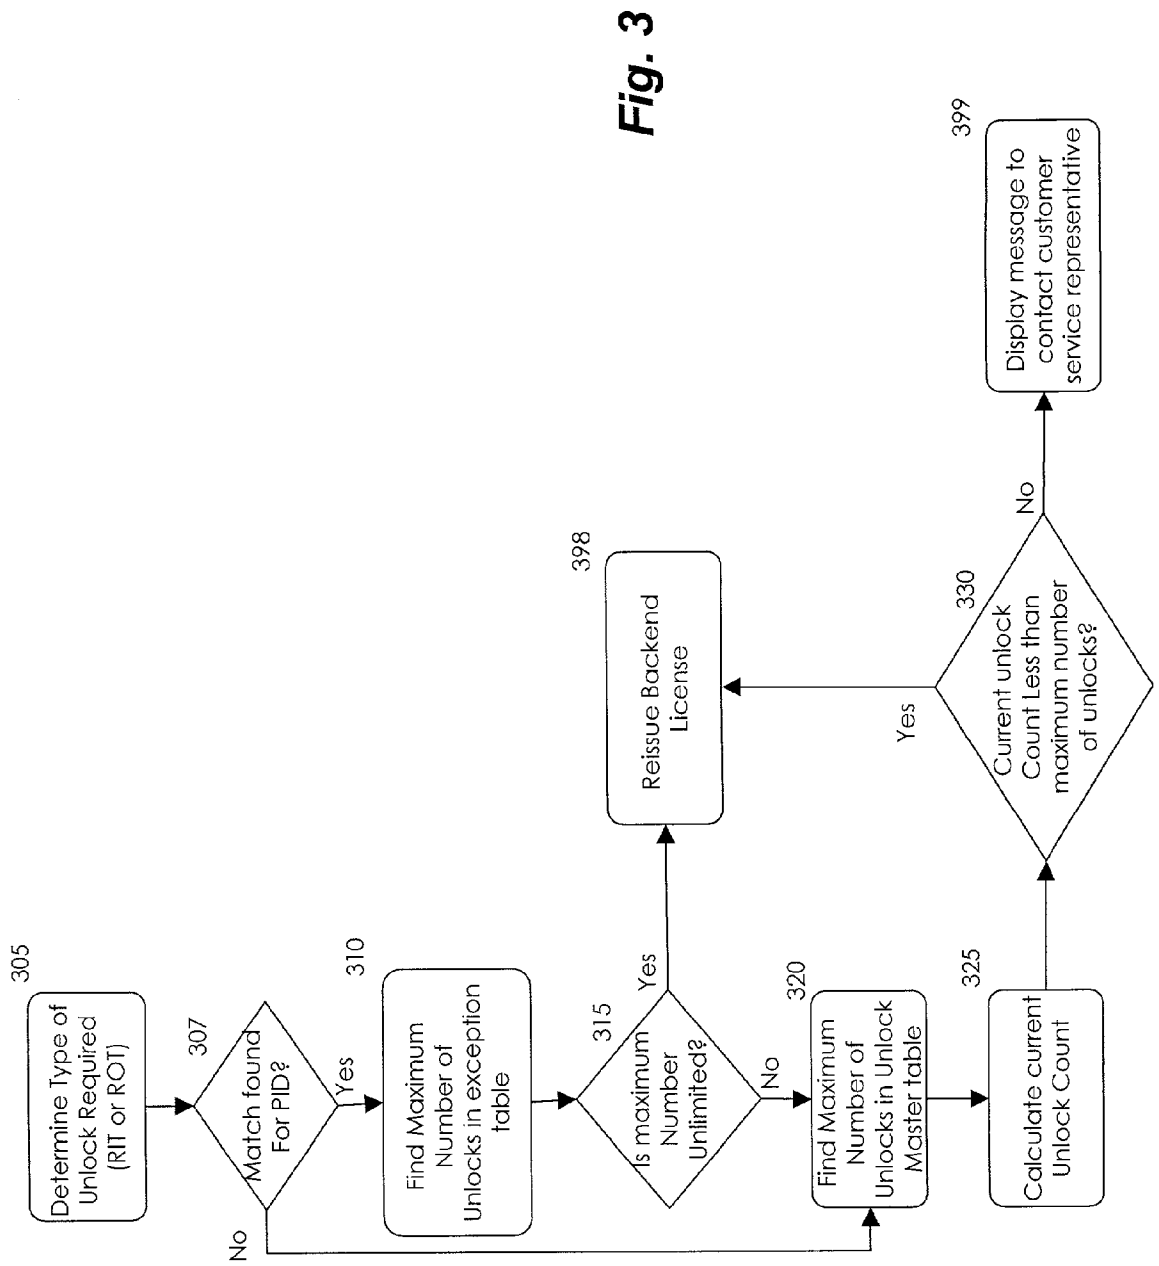 305
Determine Type of
Unlock Required
(RIT or ROT)
307
Match found
For PID?
No
Yes
310
Find Maximum
Number of
Unlocks in exception
table
315
Is maximum
Number
Unlimited?
Yes
No
398
Reissue Backend
License
320
Find Maximum
Number of
Unlocks in Unlock
Master table
325
Calculate current
Unlock Count
330
Current unlock
Count Less than
maximum number
of unlocks?
Yes
No
399
Display message to
contact customer
service representative
Fig. 3